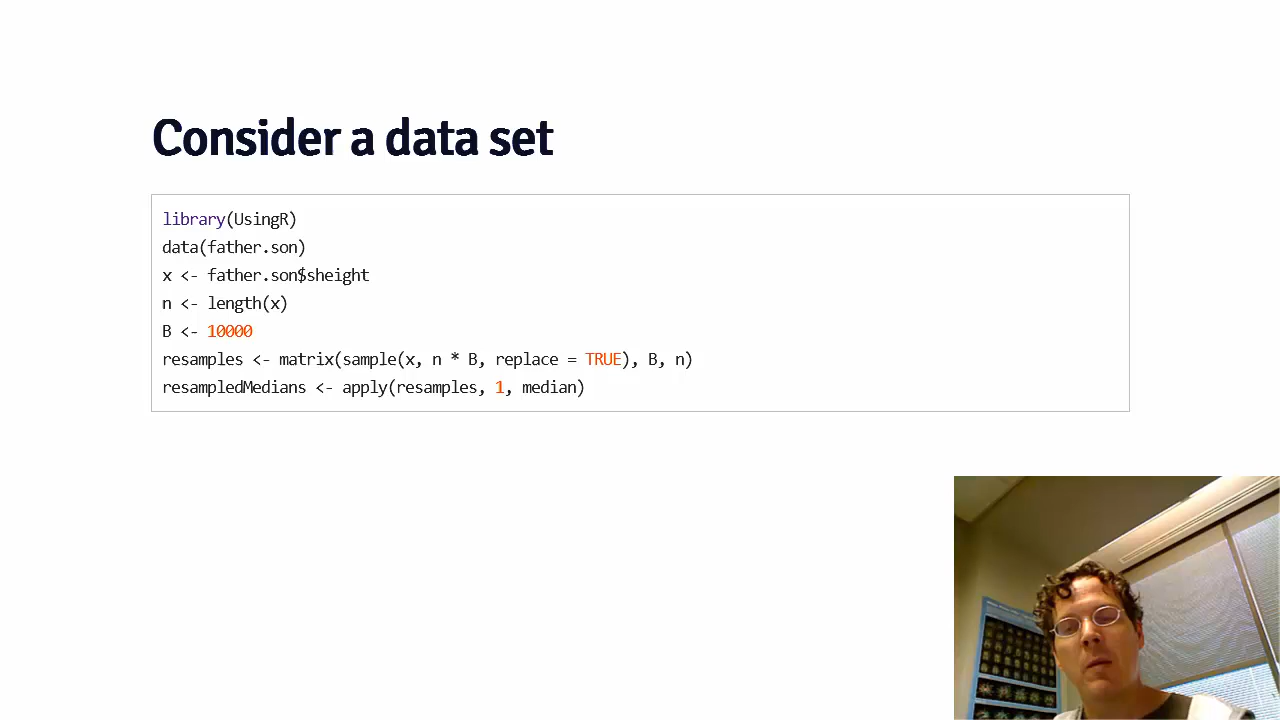 Consider a data set
library(UsingR)
data(father.son)
x <- father.son$sheight
n <- length(x)
B <- 10000
resamples <- matrix(sample(x, n * B, replace = TRUE), B, n)
resampledMedians <- apply(resamples, 1, median)